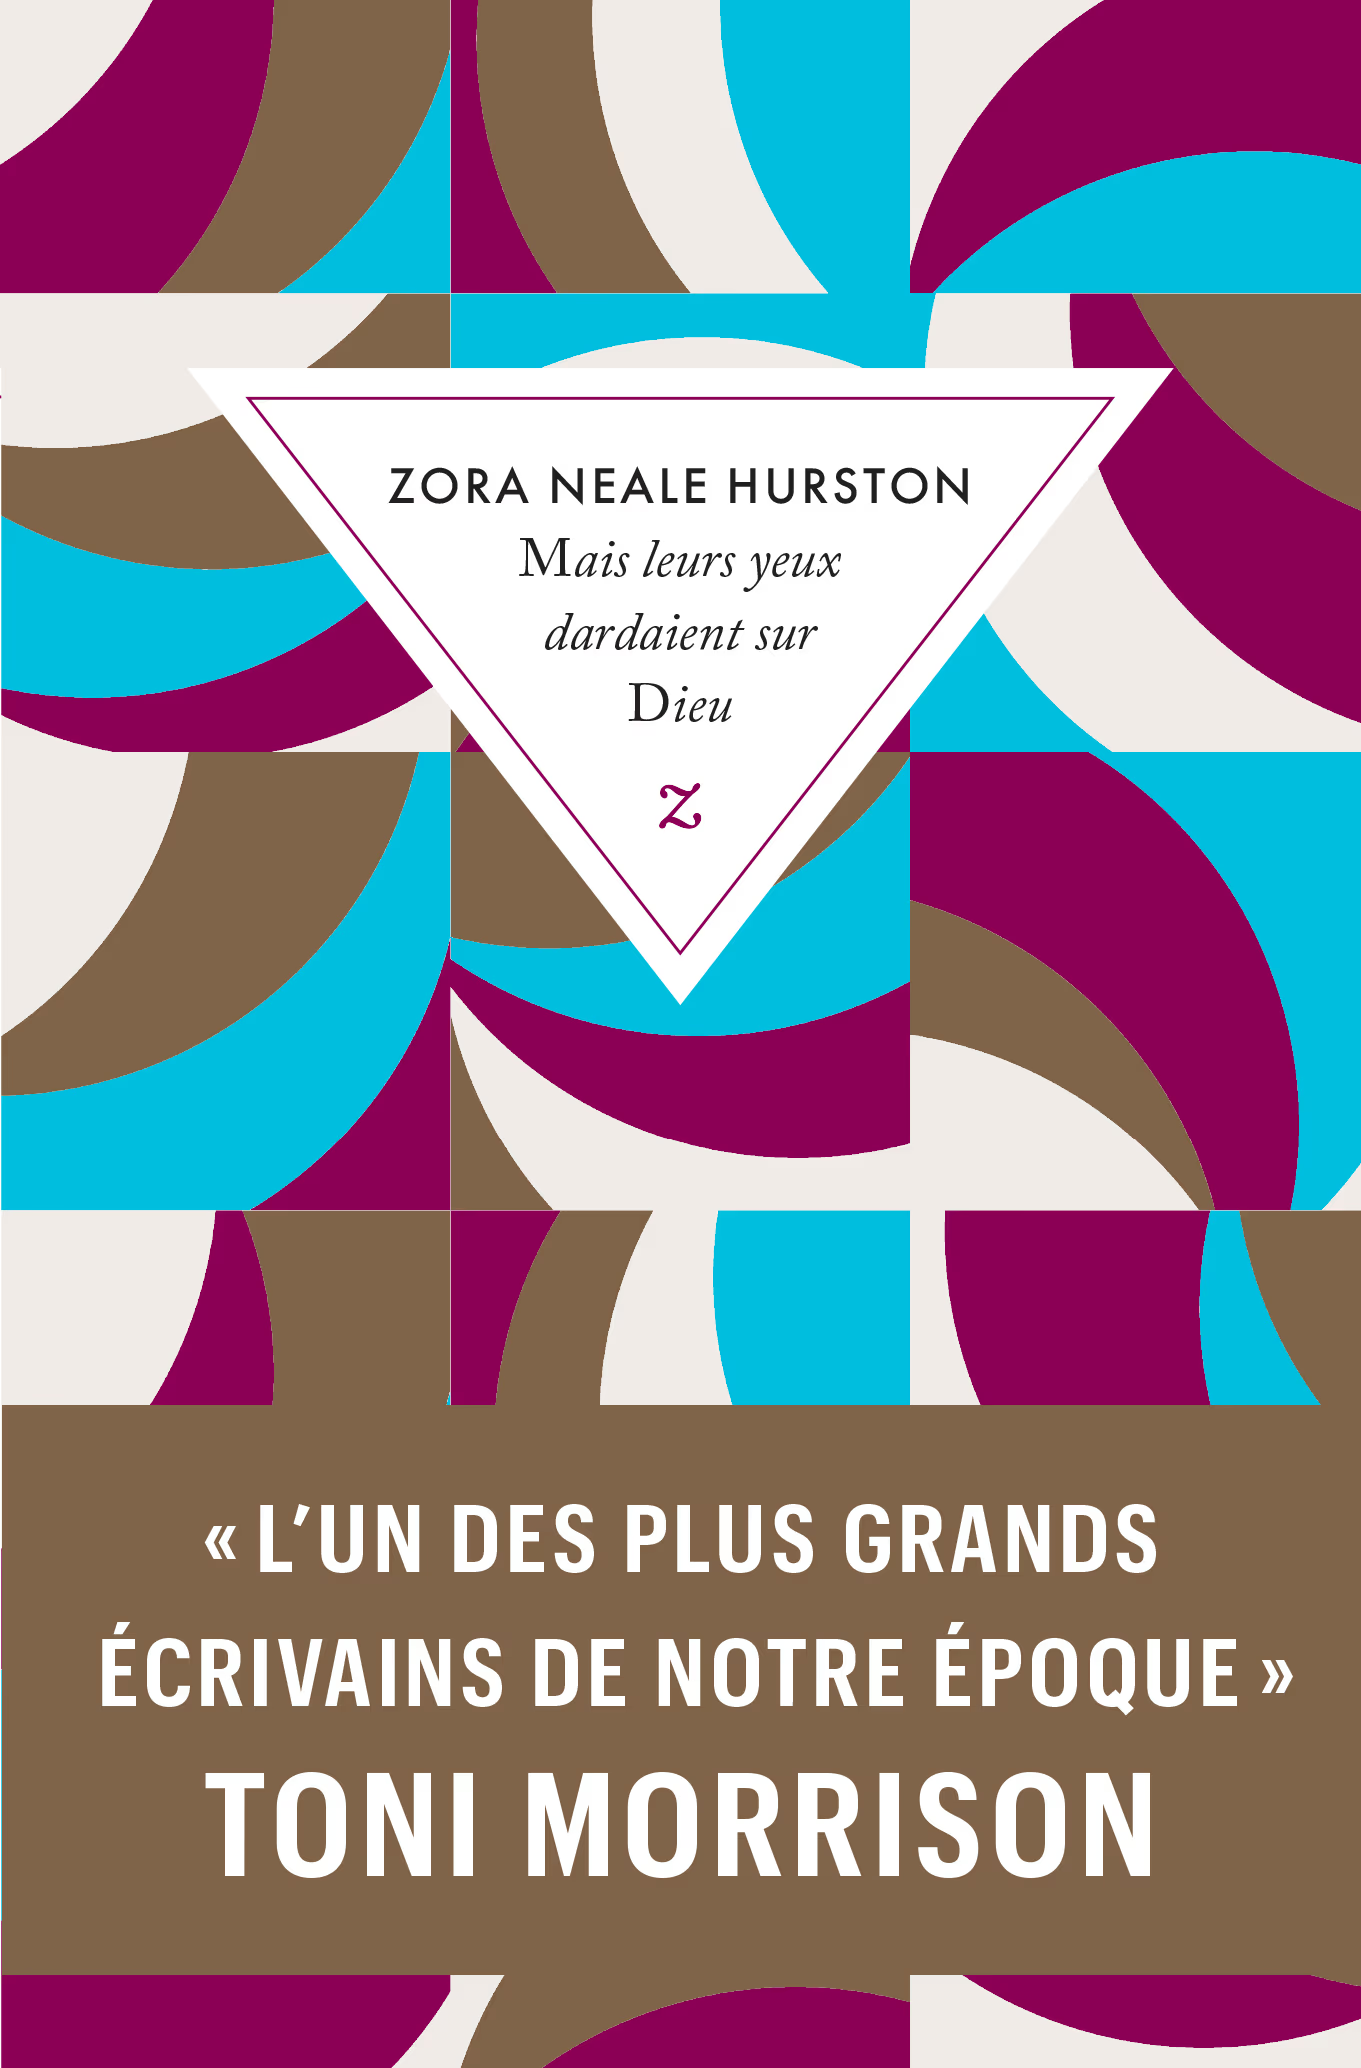 ZORA NEALE HURSTON
Mais leurs yeux
dardaient sur
Dieu
z
« L’UN DES PLUS GRANDS
ÉCRIVAINS DE NOTRE ÉPOQUE »
TONI MORRISON